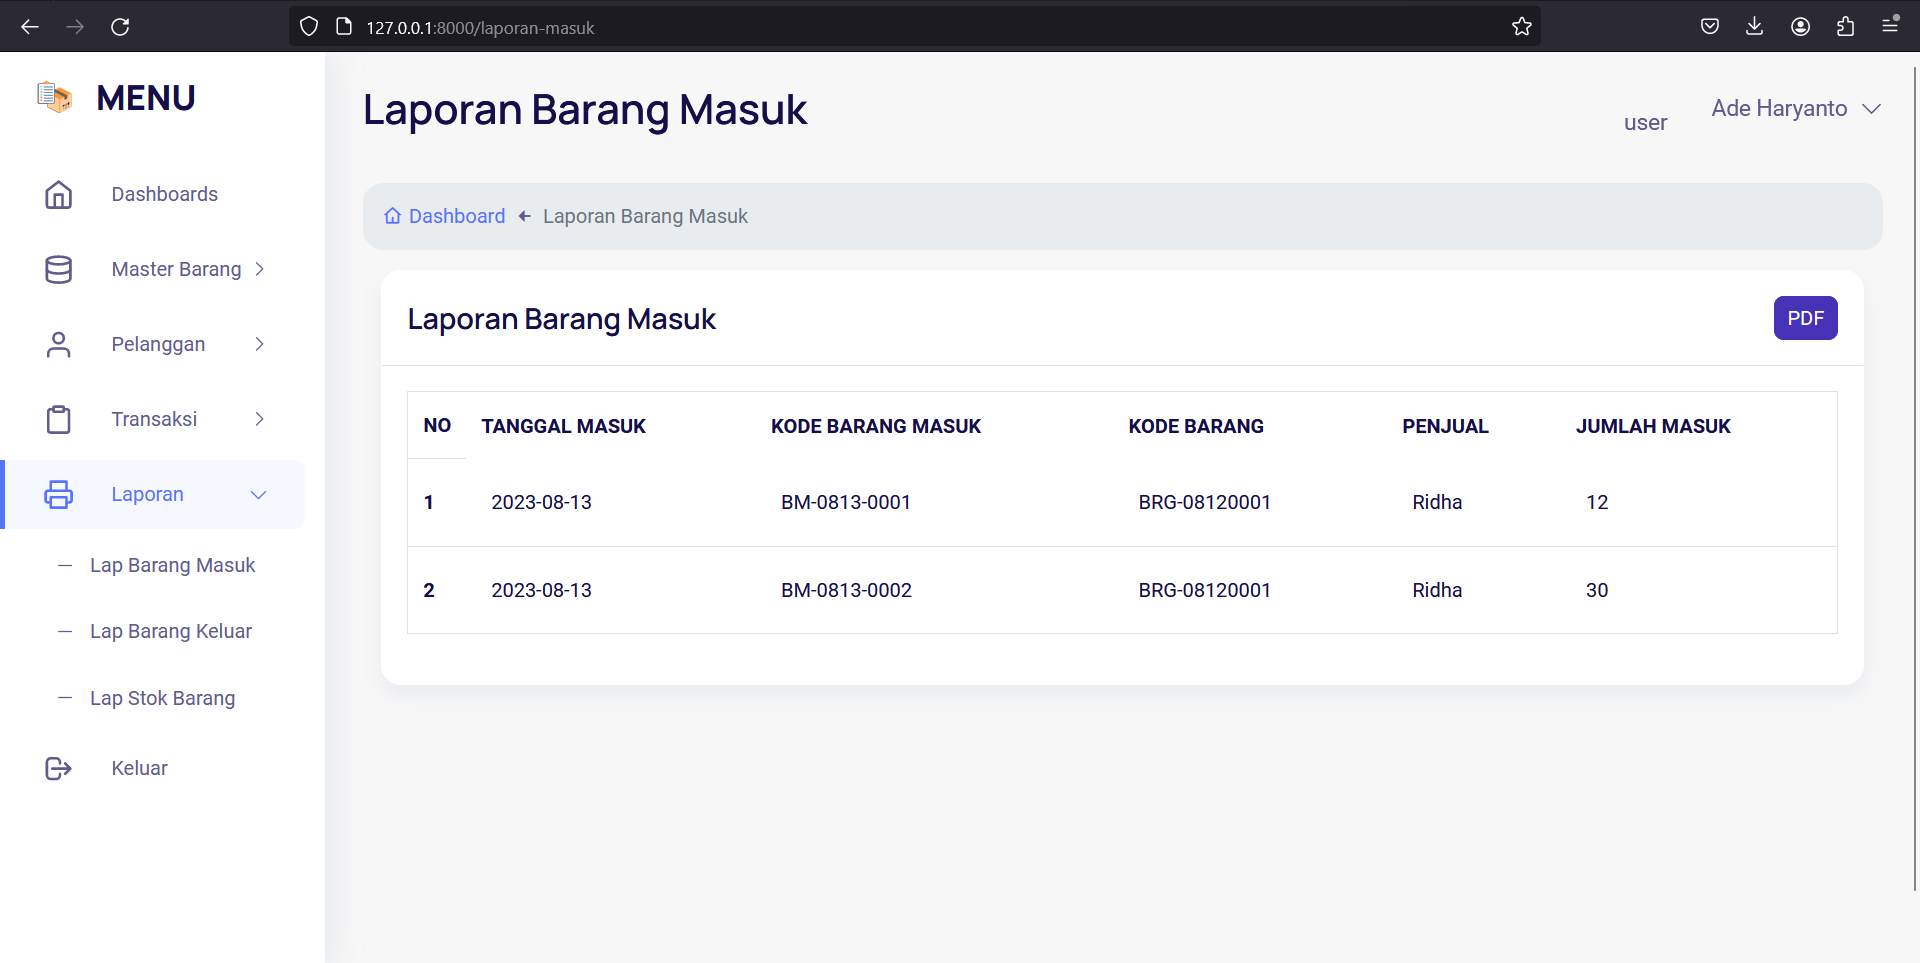 127.0.0.1:8000/laporan-masuk
MENU
Dashboards
Master Barang
Pelanggan
Transaksi
Laporan
Lap Barang Masuk
Lap Barang Keluar
Lap Stok Barang
Keluar
Laporan Barang Masuk
user
Ade Haryanto
Dashboard Laporan Barang Masuk
Laporan Barang Masuk
PDF
NO TANGGAL MASUK KODE BARANG MASUK KODE BARANG PENJUAL JUMLAH MASUK
1 2023-08-13 BM-0813-0001 BRG-08120001 Ridha 12
2 2023-08-13 BM-0813-0002 BRG-08120001 Ridha 30